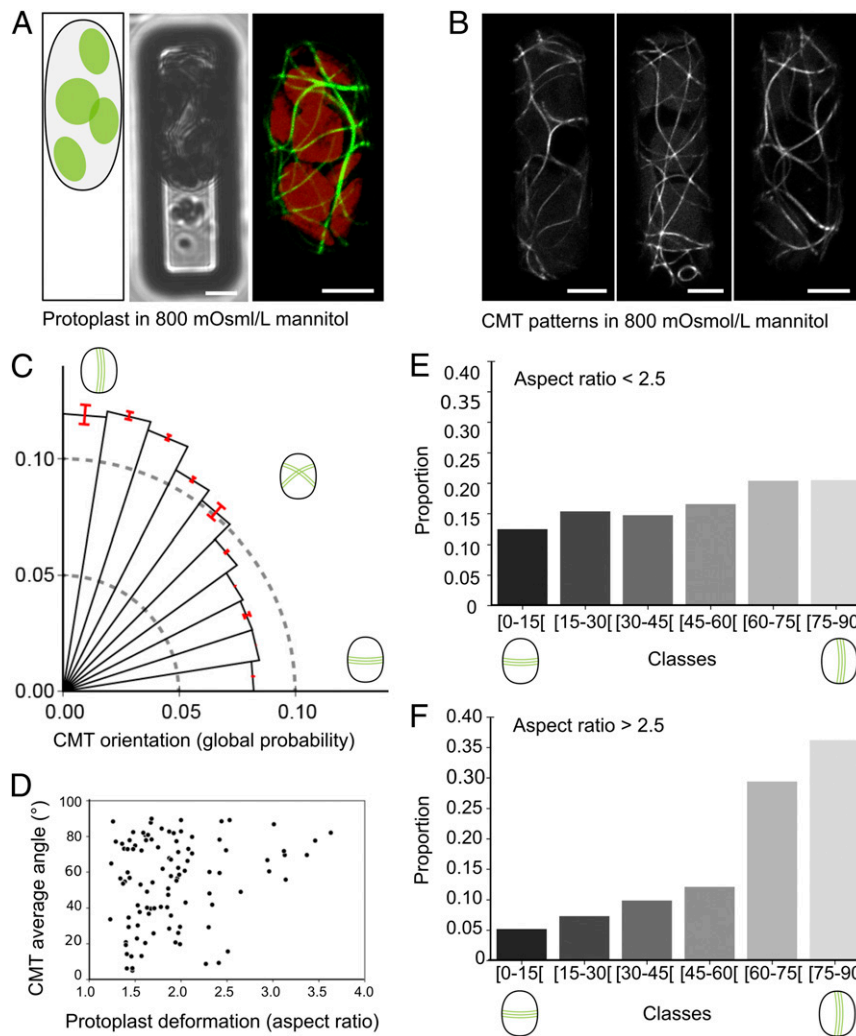 A
B
Protoplast in 800 mOsml/L mannitol
CMT patterns in 800 mOsmol/L mannitol
C
0.10
0.05
0.00
0.00 0.05 0.10
CMT orientation (global probability)
D
CMT average angle (°)
100
80
60
40
20
0
1.0 1.5 2.0 2.5 3.0 3.5 4.0
Protoplast deformation (aspect ratio)
E
Aspect ratio < 2.5
Proportion
0.40
0.35
0.30
0.25
0.20
0.15
0.10
0.05
0
[0-15[ [15-30[ [30-45[ [45-60[ [60-75[ [75-90[
Classes
F
Aspect ratio > 2.5
Proportion
0.40
0.35
0.30
0.25
0.20
0.15
0.10
0.05
0.00
[0-15[ [15-30[ [30-45[ [45-60[ [60-75[ [75-90[
Classes